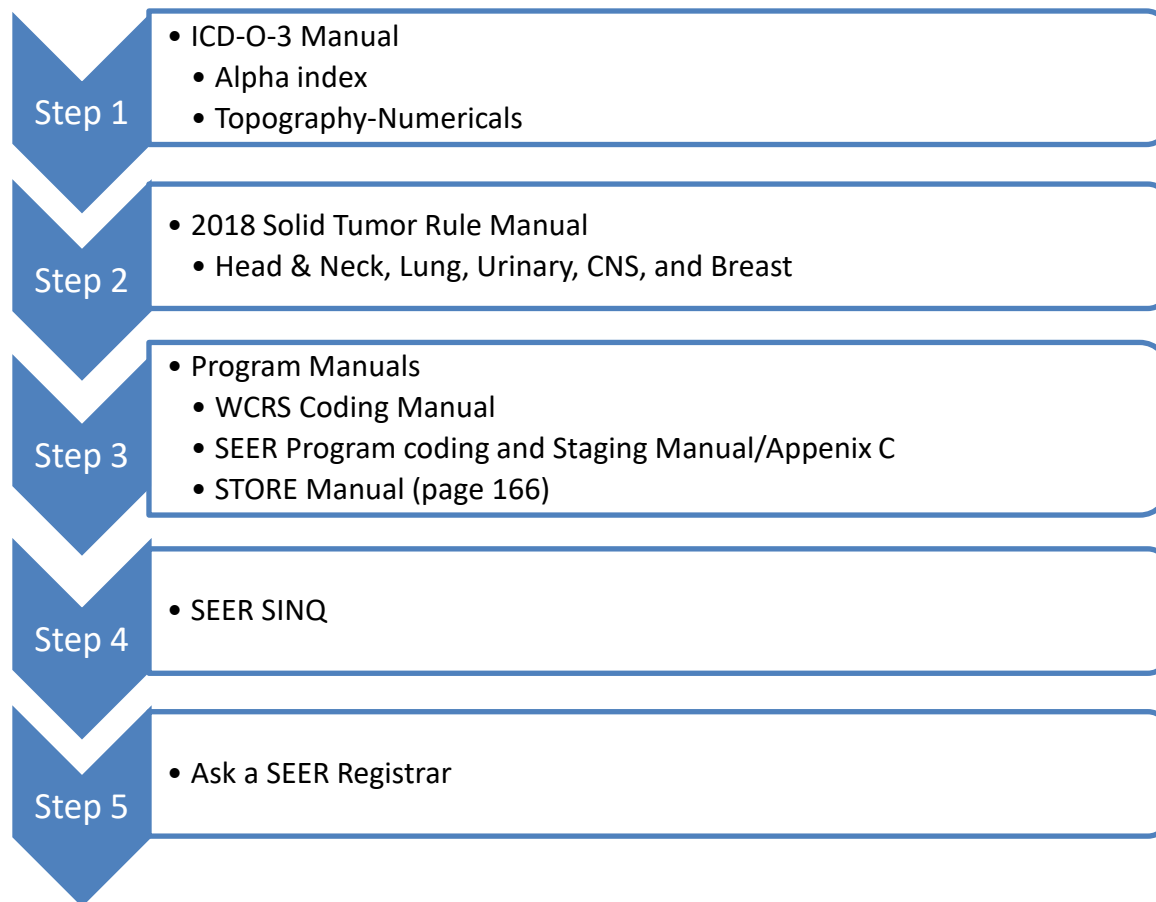 Step 1
• ICD-O-3 Manual
• Alpha index
• Topography-Numericals
Step 2
• 2018 Solid Tumor Rule Manual
• Head & Neck, Lung, Urinary, CNS, and Breast
Step 3
• Program Manuals
• WCRS Coding Manual
• SEER Program coding and Staging Manual/Appenix C
• STORE Manual (page 166)
Step 4
• SEER SINQ
Step 5
• Ask a SEER Registrar